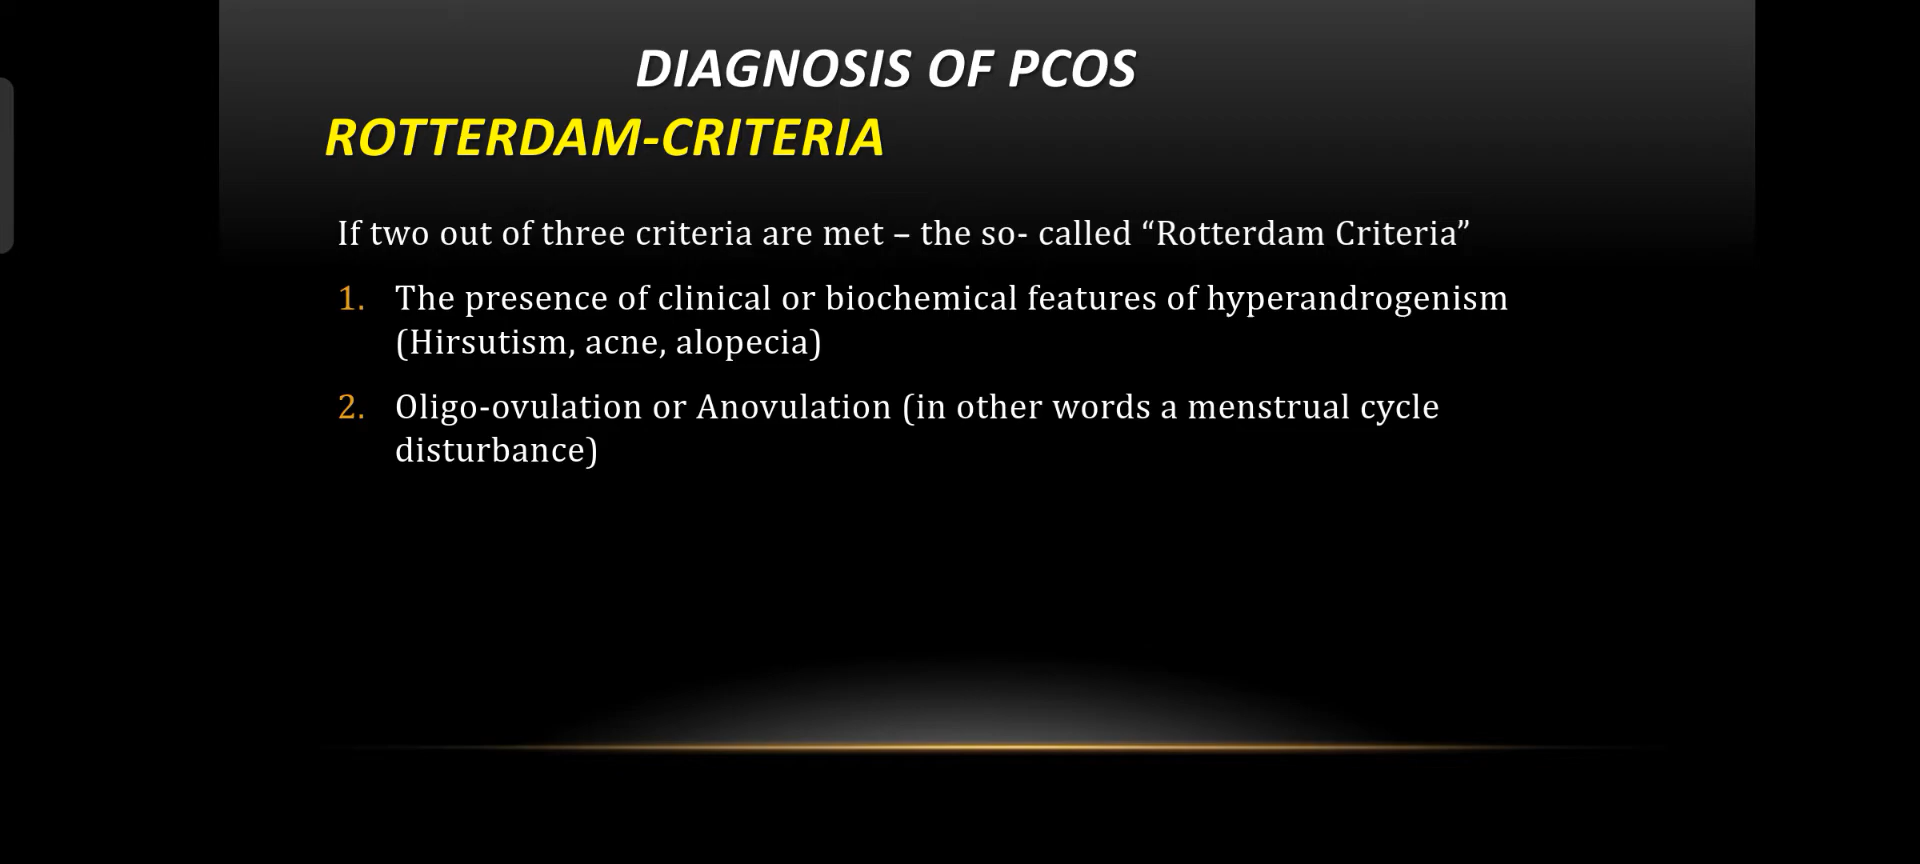 DIAGNOSIS OF PCOS
ROTTERDAM-CRITERIA
If two out of three criteria are met – the so- called “Rotterdam Criteria”
1. The presence of clinical or biochemical features of hyperandrogenism
(Hirsutism, acne, alopecia)
2. Oligo-ovulation or Anovulation (in other words a menstrual cycle
disturbance)